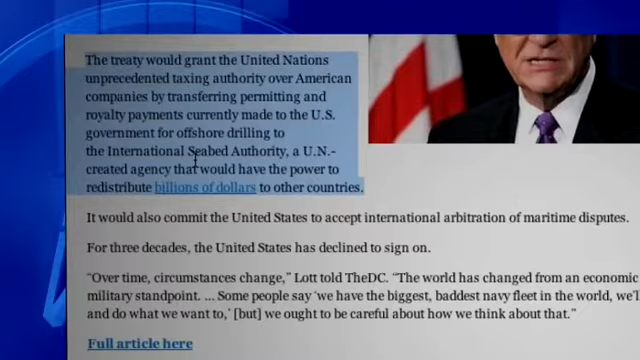 The treaty would grant the United Nations
unprecedented taxing authority over American
companies by transferring permitting and
royalty payments currently made to the U.S.
government for offshore drilling to
the International Seabed Authority, a U.N.-
created agency that would have the power to
redistribute billions of dollars to other countries.
It would also commit the United States to accept international arbitration of maritime disputes.
For three decades, the United States has declined to sign on.
“Over time, circumstances change,” Lott told TheDC. “The world has changed from an economic
military standpoint. … Some people say ‘we have the biggest, baddest navy fleet in the world, we'l
and do what we want to,’ [but] we ought to be careful about how we think about that.”
Full article here